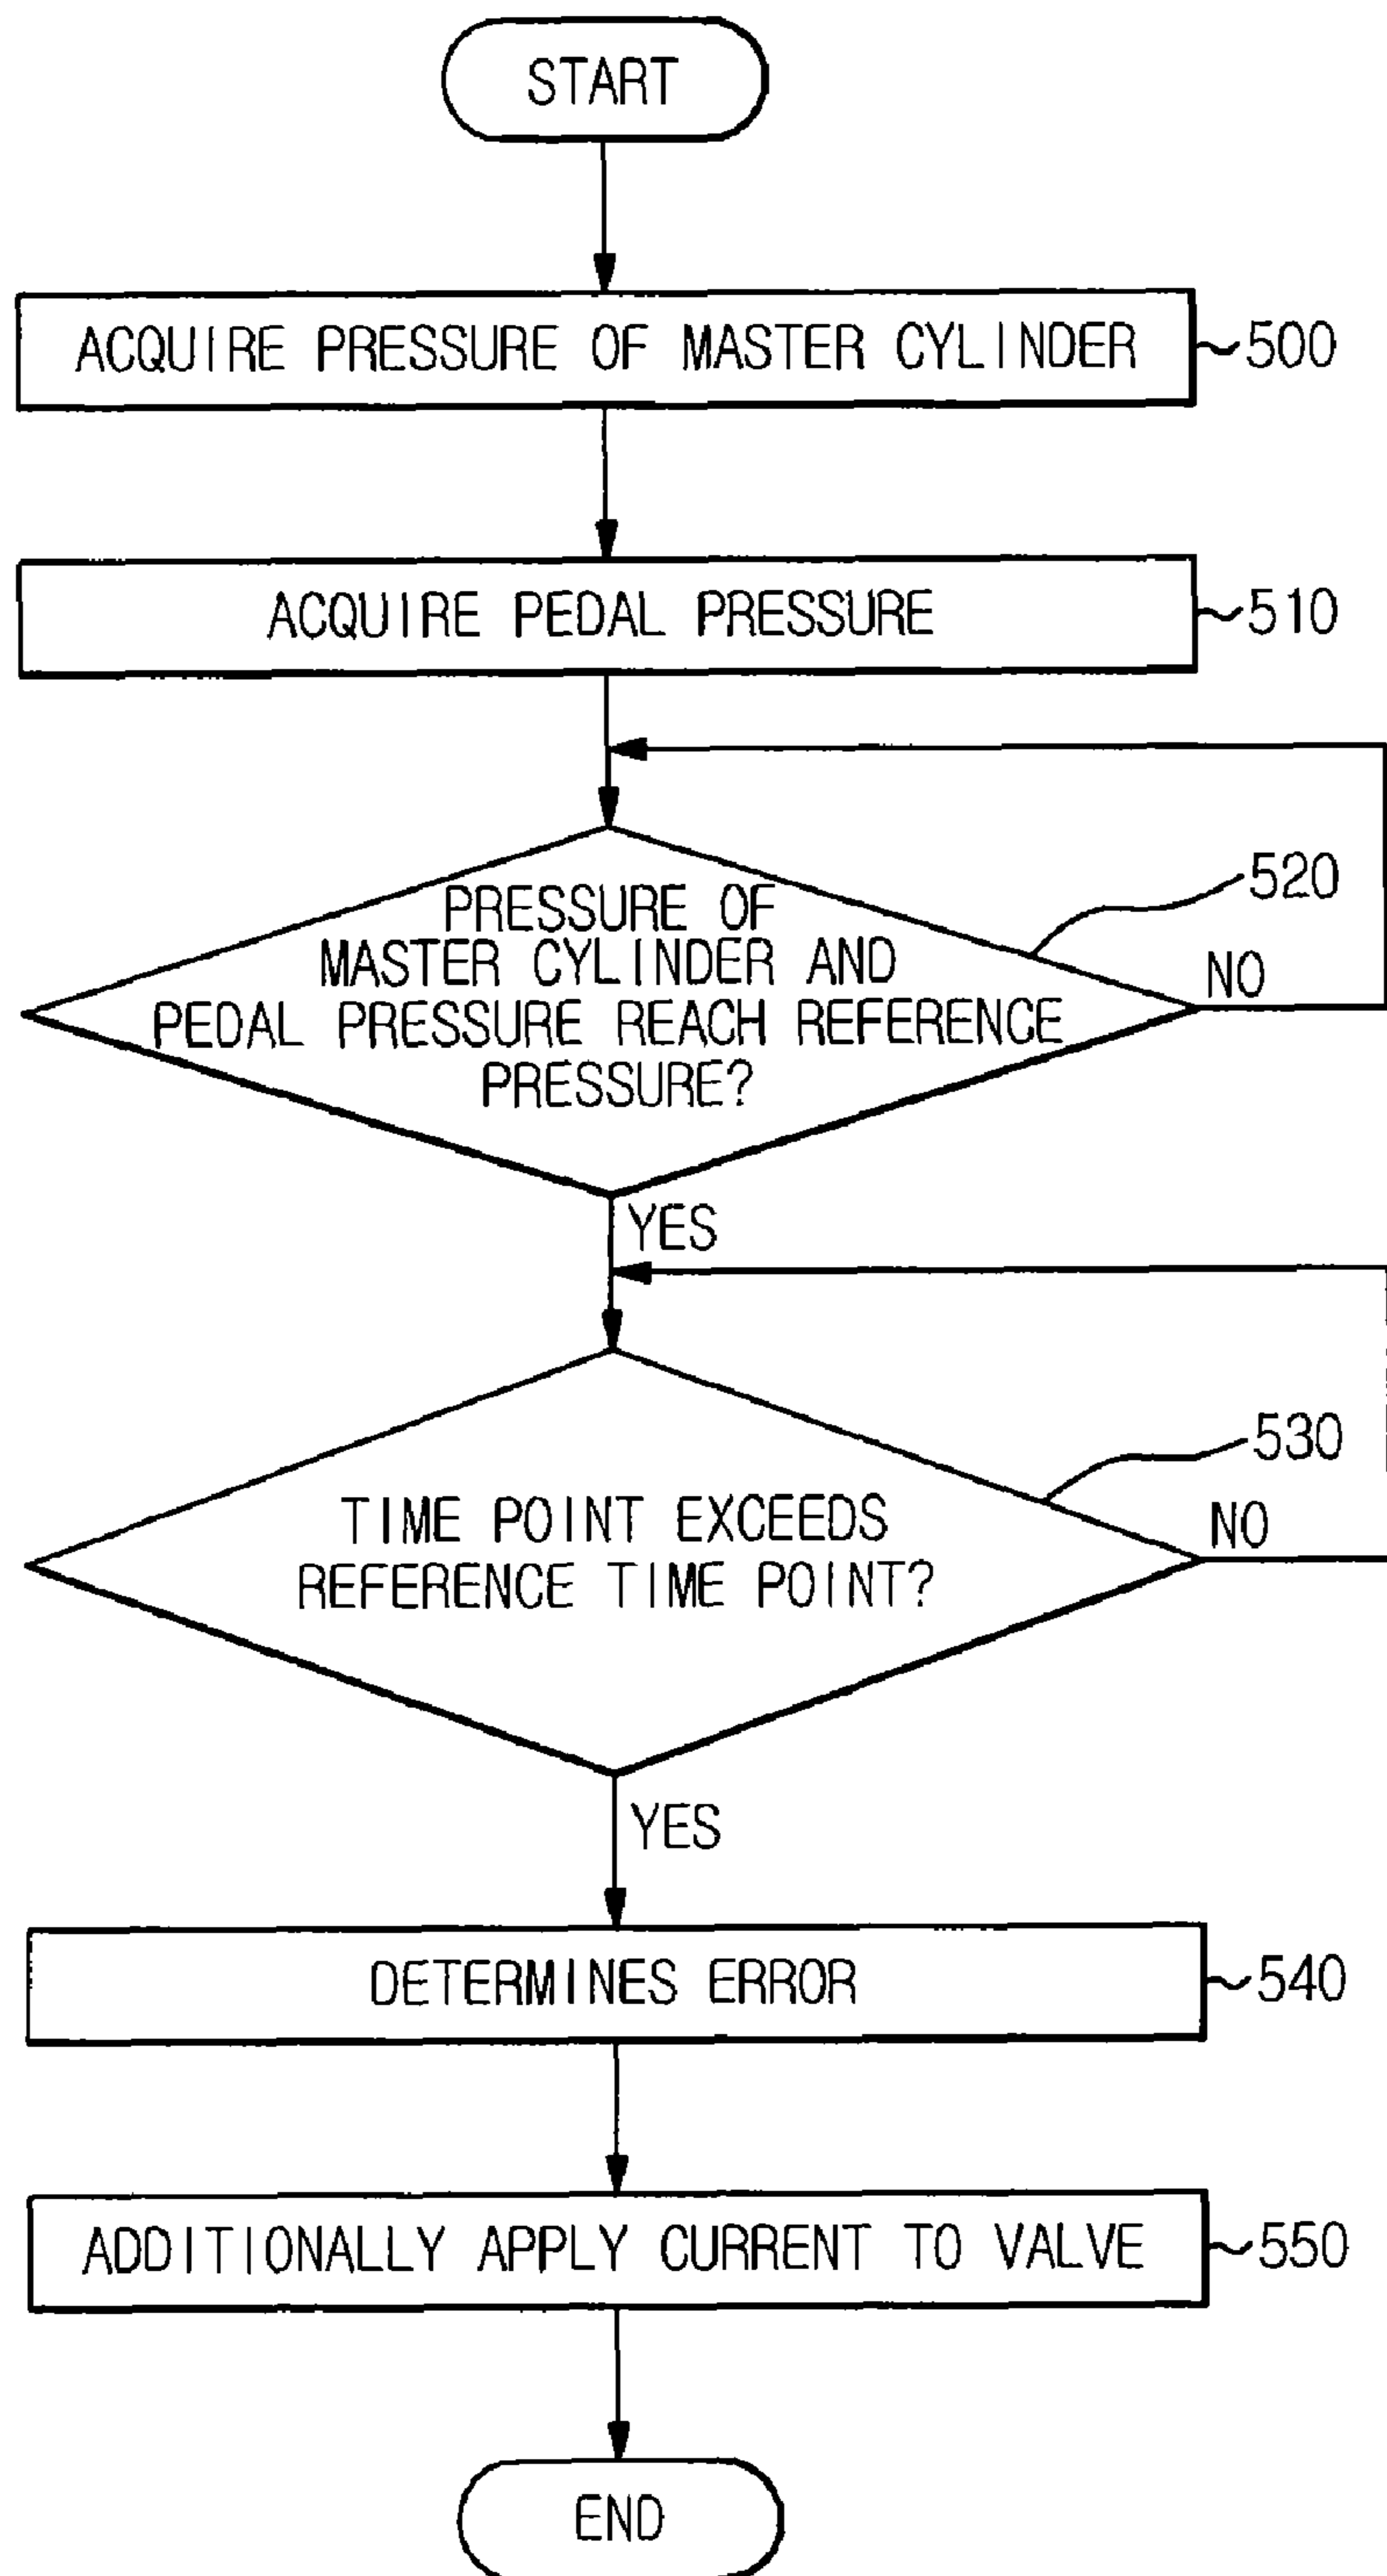 START
ACQUIRE PRESSURE OF MASTER CYLINDER
500
ACQUIRE PEDAL PRESSURE
510
520
PRESSURE OF
MASTER CYLINDER AND
PEDAL PRESSURE REACH REFERENCE
PRESSURE?
NO
YES
530
TIME POINT EXCEEDS
REFERENCE TIME POINT?
NO
YES
DETERMINES ERROR
540
ADDITIONALLY APPLY CURRENT TO VALVE
550
END